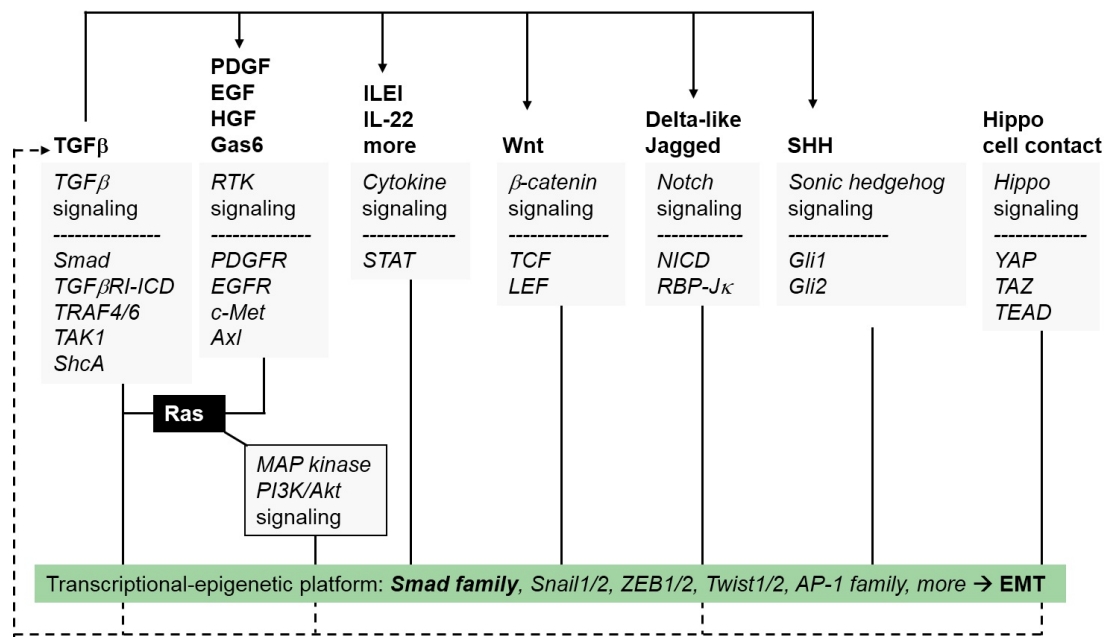 TGFβ
TGFβ
signaling
---------------
Smad
TGFβRI-ICD
TRAF4/6
TAK1
ShcA
PDGF
EGF
HGF
Gas6
RTK
signaling
--------------
PDGFR
EGFR
c-Met
Axl
ILEI
IL-22
more
Cytokine
signaling
-------------
STAT
Wnt
β-catenin
signaling
--------------
TCF
LEF
Delta-like
Jagged
Notch
signaling
------------
NICD
RBP-Jκ
SHH
Sonic hedgehog
signaling
--------------
Gli1
Gli2
Hippo
cell contact
Hippo
signaling
-------------
YAP
TAZ
TEAD
Ras
MAP kinase
PI3K/Akt
signaling
Transcriptional-epigenetic platform: Smad family, Snail1/2, ZEB1/2, Twist1/2, AP-1 family, more → EMT